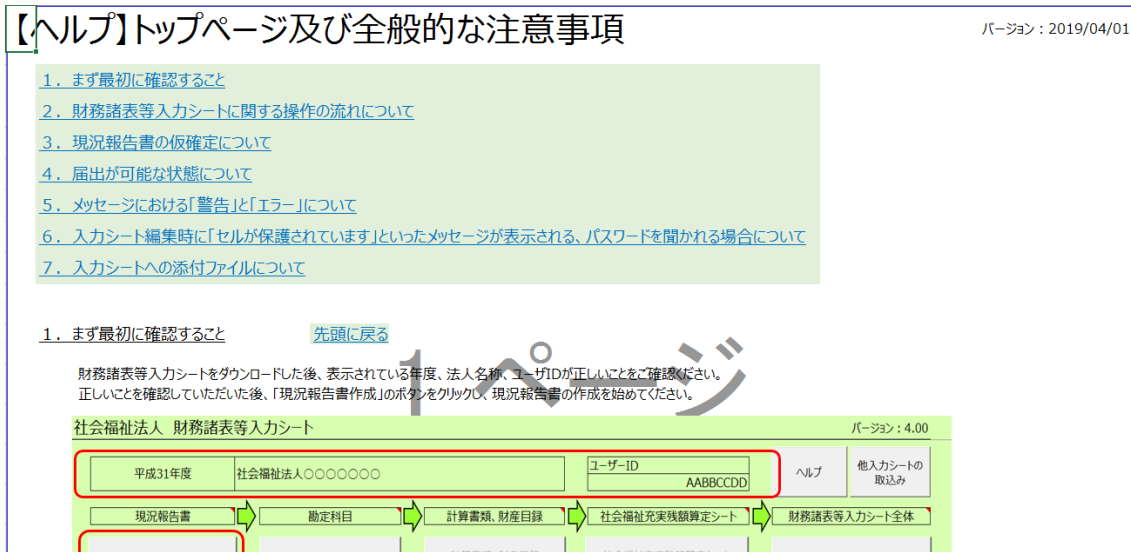 【ヘルプ】トップページ及び全般的な注意事項
バージョン：2019/04/01
１．まず最初に確認すること
２．財務諸表等入力シートに関する操作の流れについて
３．現況報告書の仮確定について
４．届出が可能な状態について
５．メッセージにおける「警告」と「エラー」について
６．入力シート編集時に「セルが保護されています」といったメッセージが表示される、パスワードを聞かれる場合について
７．入力シートへの添付ファイルについて
１．まず最初に確認すること
先頭に戻る
1 ページ
財務諸表等入力シートをダウンロードした後、表示されている年度、法人名称、ユーザIDが正しいことをご確認ください。
正しいことを確認していただいた後、「現況報告書作成」のボタンをクリックし、現況報告書の作成を始めてください。
社会福祉法人 財務諸表等入力シート
バージョン：4.00
平成31年度
社会福祉法人○○○○○○○
ユーザーID
AABBCCDD
ヘルプ
他入力シートの
取込み
現況報告書
勘定科目
計算書類、財産目録
社会福祉充実残額算定シート
財務諸表等入力シート全体